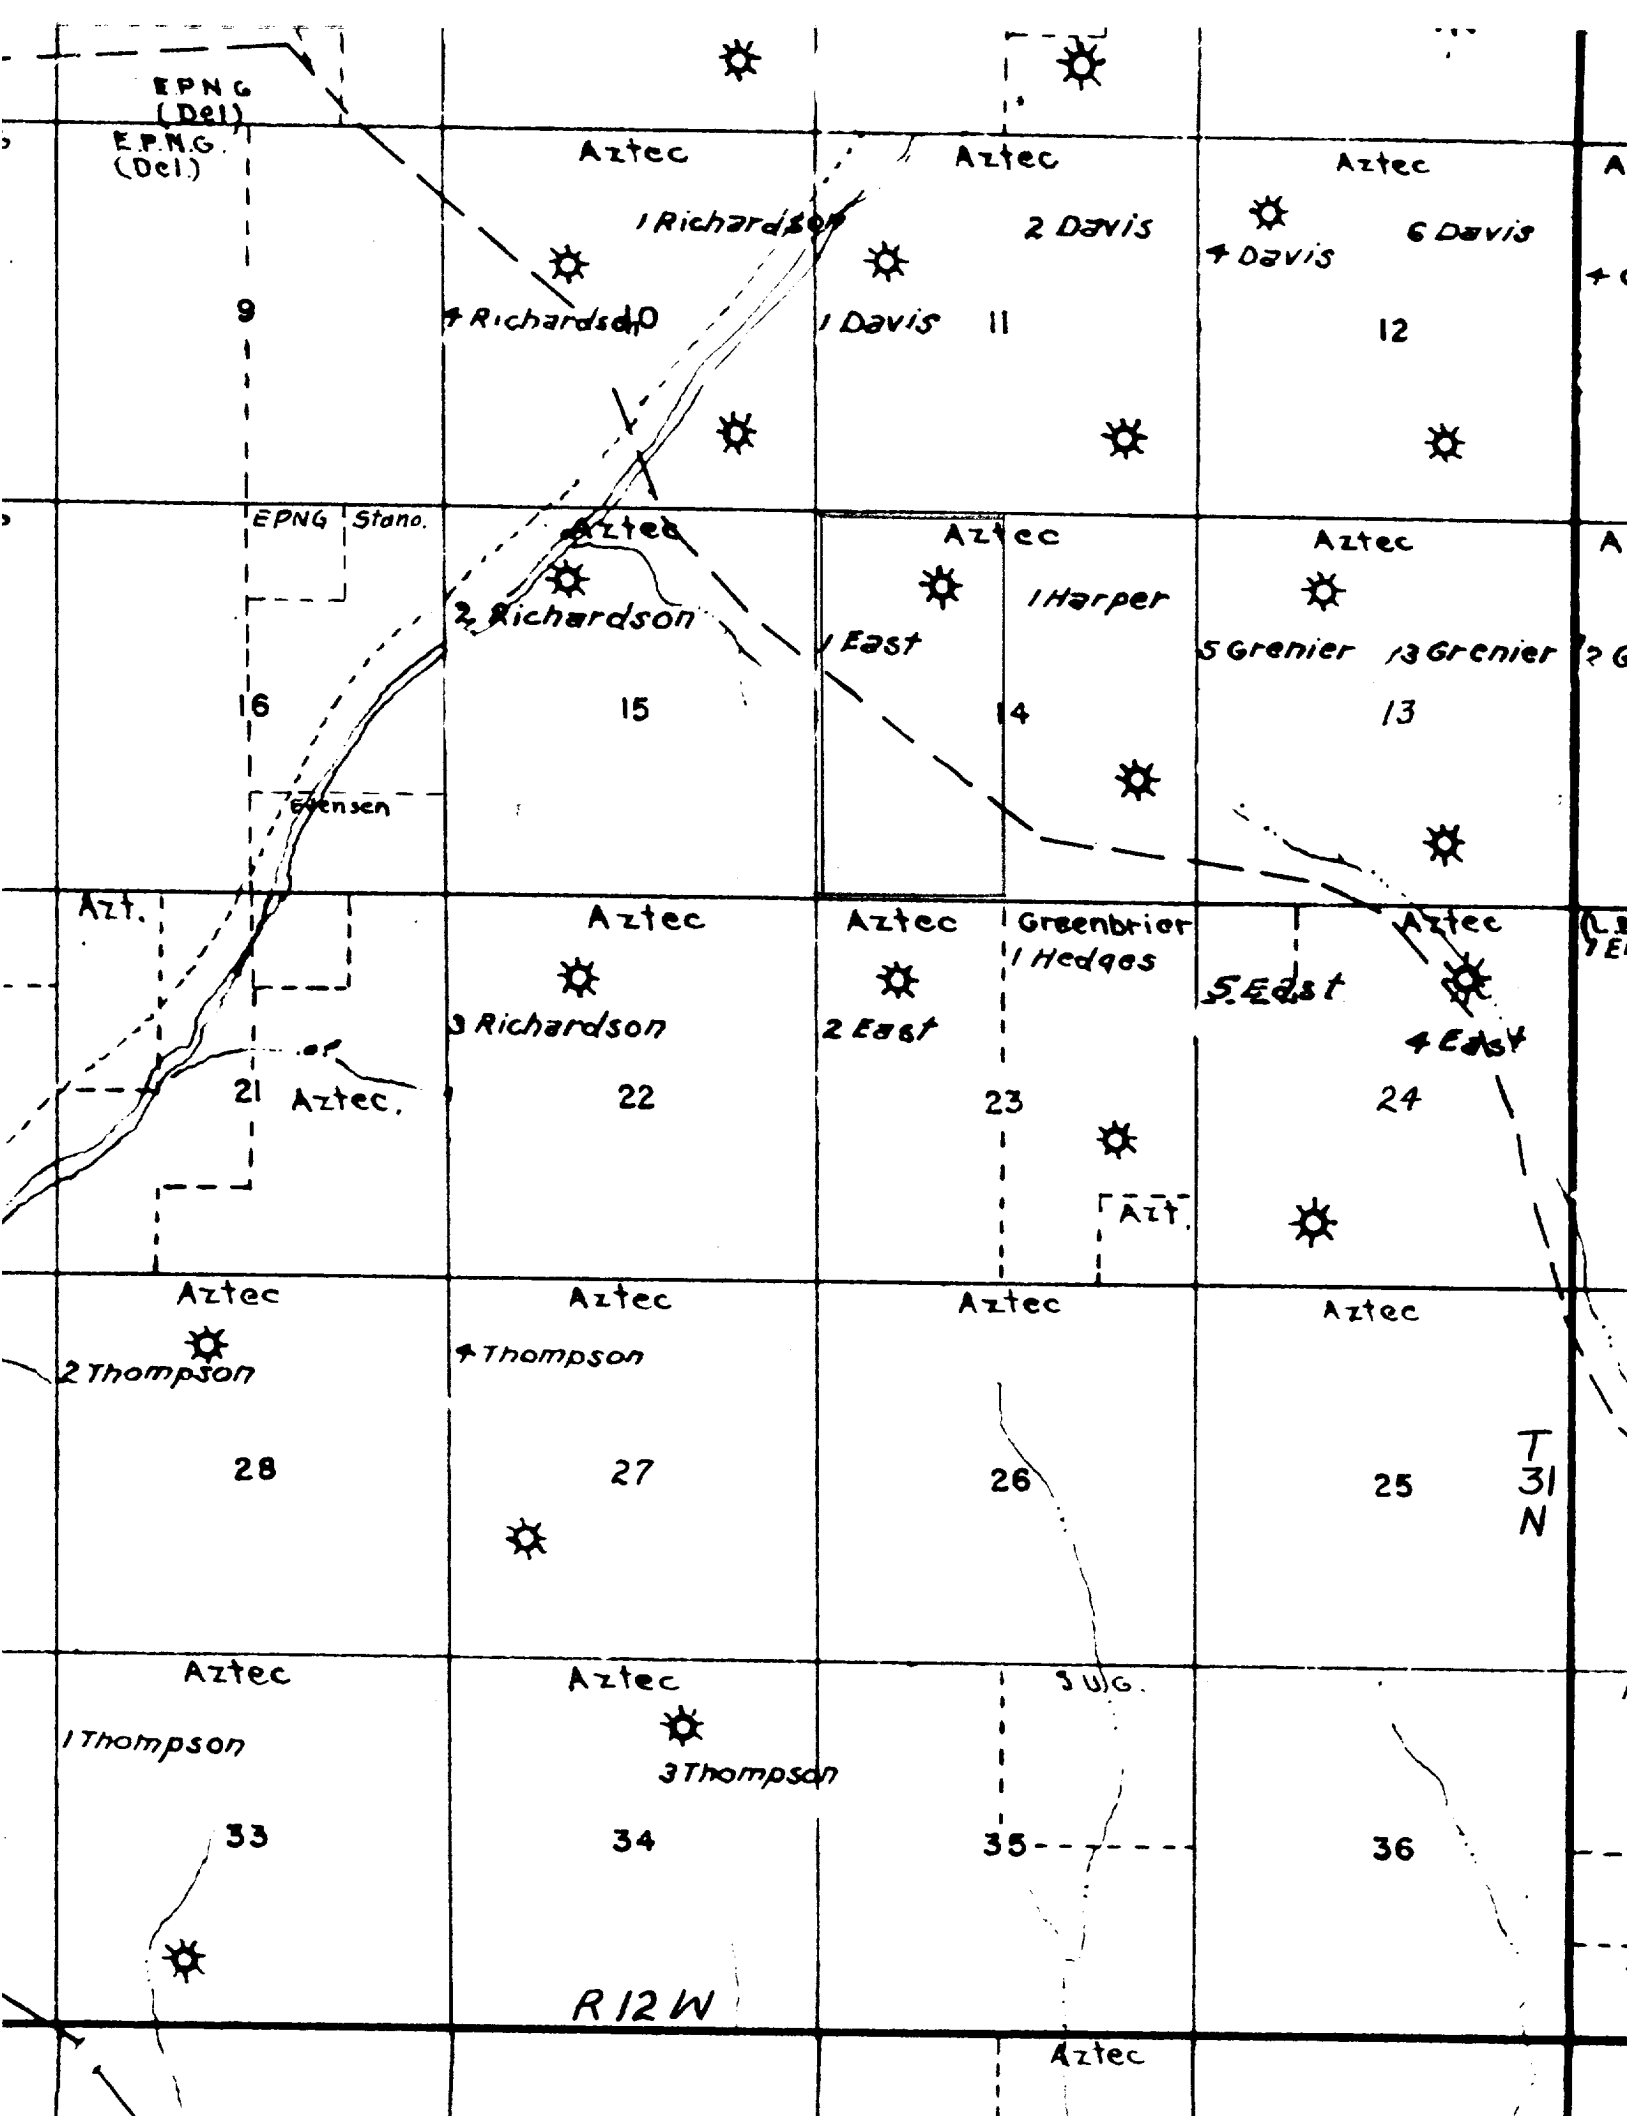 E.P.N.G
(Del)
E.P.N.G.
(Del.)
Aztec
Aztec
Aztec
A
1 Richardson
2 Davis
4 Davis
6 Davis
4
9
4 Richardson
10
1 Davis
11
12
EPNG
Stano.
Aztec
Aztec
Aztec
A
2 Richardson
1 East
1 Harper
5 Grenier
13 Grenier
2 G
16
15
14
13
Evensen
Azt.
Aztec
Aztec
Greenbrier
1 Hedges
Aztec
3 Richardson
2 East
5 East
4 East
21
Aztec.
22
23
24
Azt.
Aztec
Aztec
Aztec
Aztec
2 Thompson
4 Thompson
28
27
26
25
T
31
N
Aztec
Aztec
S.U.G.
1 Thompson
3 Thompson
33
34
35
36
R 12 W
Aztec